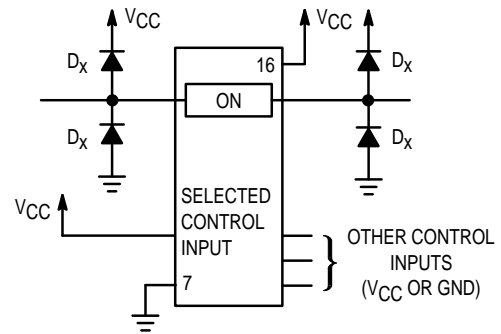 VCC
VCC
VCC
16
DX
DX
ON
DX
DX
VCC
SELECTED
CONTROL
INPUT
OTHER CONTROL
INPUTS
(VCC OR GND)
7